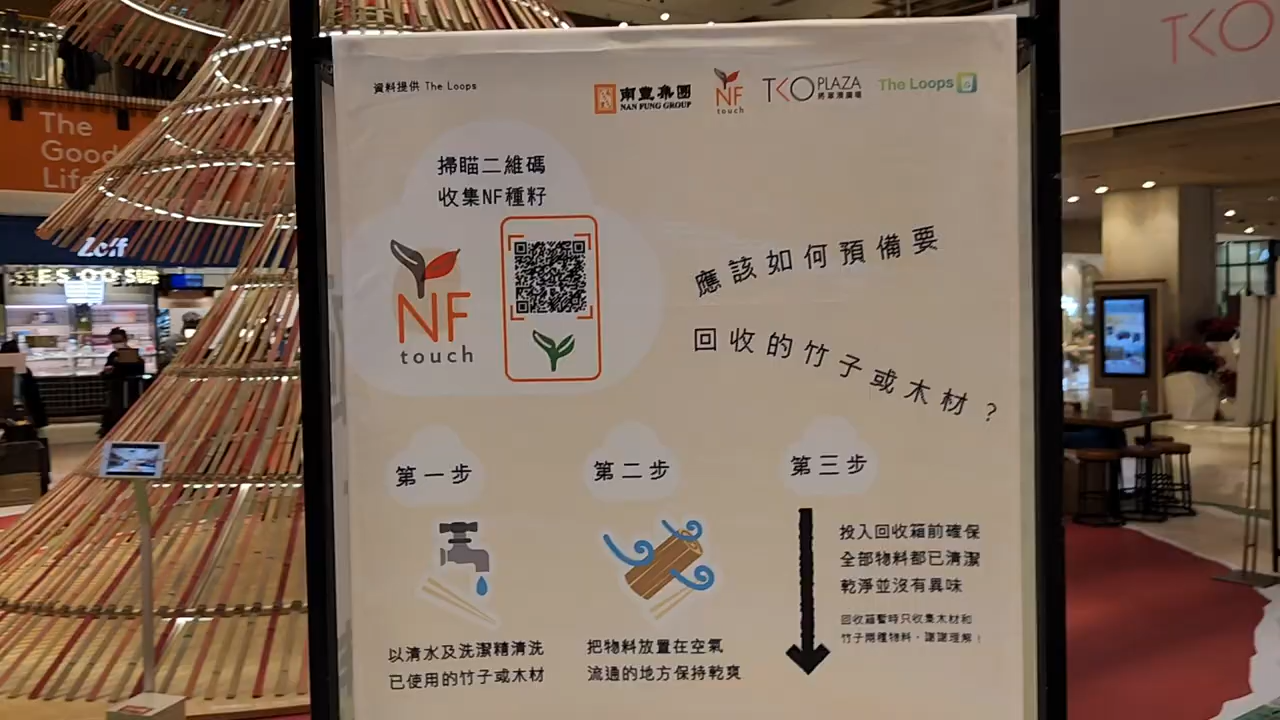 資料提供 The Loops
南豐集團
NAN FUNG GROUP
NF
touch
TKO PLAZA
將軍澳廣場
The Loops
TKO
The
Good
Life
掃瞄二維碼
收集NF種籽
NF
touch
應該如何預備要
回收的竹子或木材？
第一步
以清水及洗潔精清洗
已使用的竹子或木材
第二步
把物料放置在空氣
流通的地方保持乾爽
第三步
投入回收箱前確保
全部物料都已清潔
乾淨並沒有異味
回收箱暫時只收集木材和
竹子兩種物料，謝謝理解！